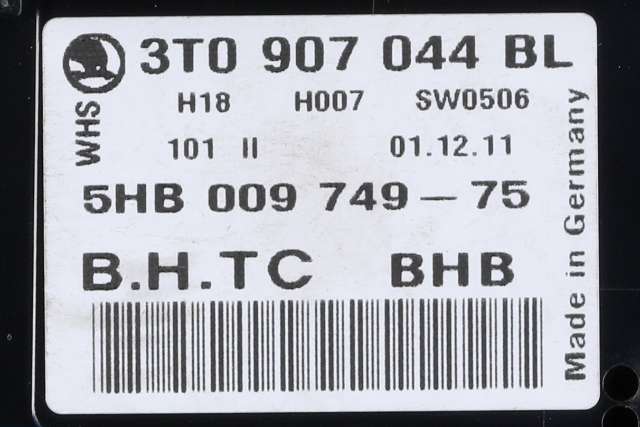 3T0 907 044 BL
WHS
H18 H007 SW0506
101 II 01.12.11
5HB 009 749-75
B.H.TC BHB
Made in Germany